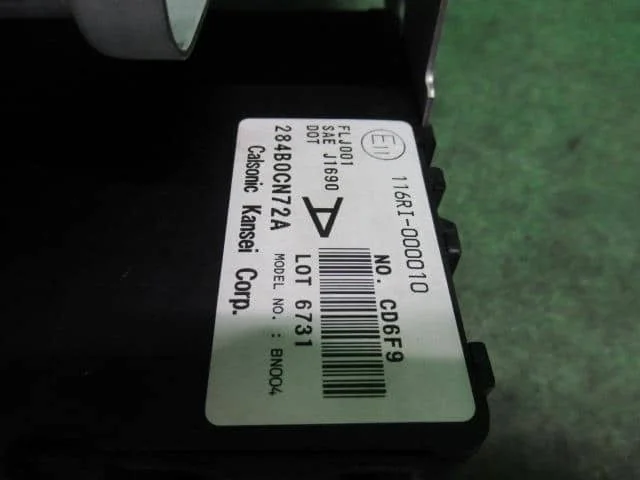 E11
116RI-000010
FLJ001
SAE J1690
DOT
A
NO. CD6F9
284B0CN72A
LOT 6731
MODEL NO. : BN004
Calsonic Kansei Corp.